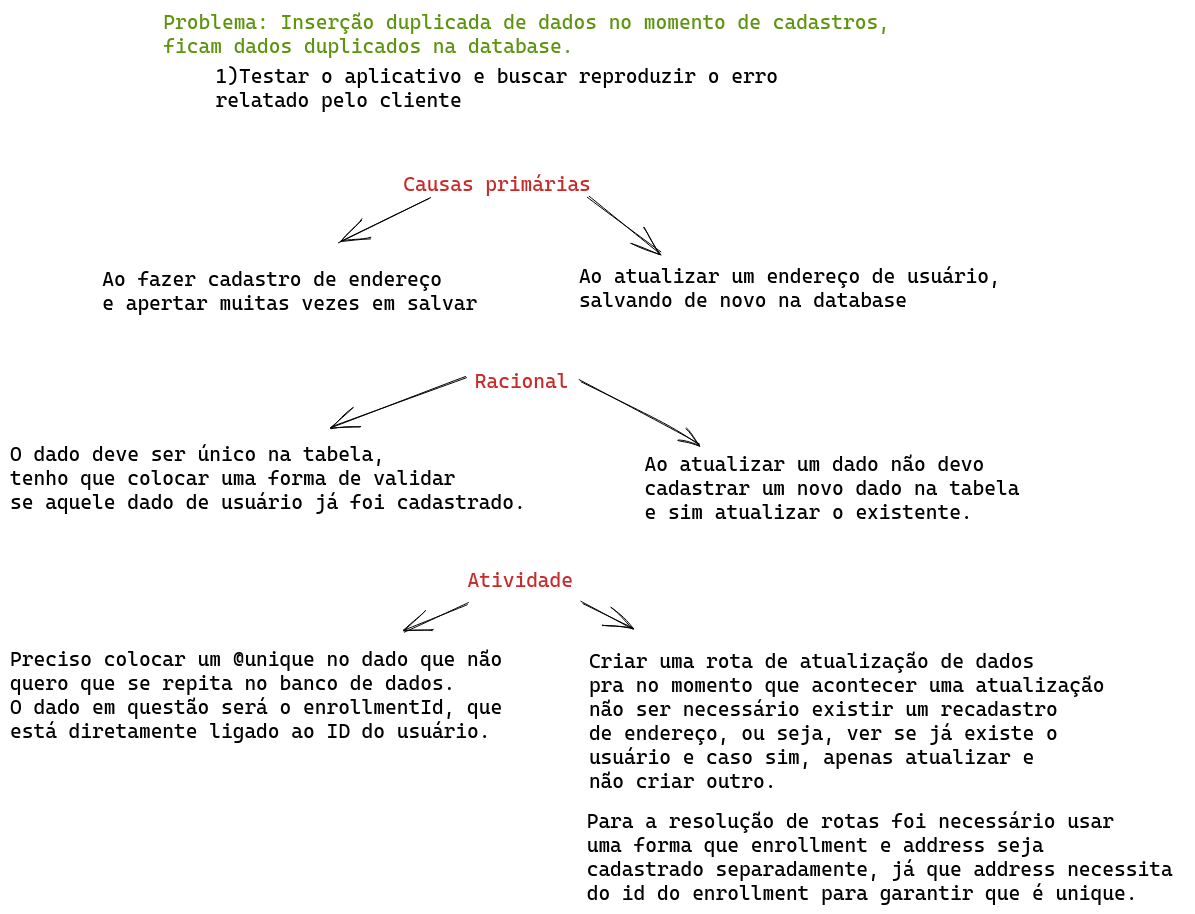 Problema: Inserção duplicada de dados no momento de cadastros,
ficam dados duplicados na database.
1)Testar o aplicativo e buscar reproduzir o erro
relatado pelo cliente
Causas primárias
Ao fazer cadastro de endereço
e apertar muitas vezes em salvar
Ao atualizar um endereço de usuário,
salvando de novo na database
Racional
O dado deve ser único na tabela,
tenho que colocar uma forma de validar
se aquele dado de usuário já foi cadastrado.
Ao atualizar um dado não devo
cadastrar um novo dado na tabela
e sim atualizar o existente.
Atividade
Preciso colocar um @unique no dado que não
quero que se repita no banco de dados.
O dado em questão será o enrollmentId, que
está diretamente ligado ao ID do usuário.
Criar uma rota de atualização de dados
pra no momento que acontecer uma atualização
não ser necessário existir um recadastro
de endereço, ou seja, ver se já existe o
usuário e caso sim, apenas atualizar e
não criar outro.
Para a resolução de rotas foi necessário usar
uma forma que enrollment e address seja
cadastrado separadamente, já que address necessita
do id do enrollment para garantir que é unique.